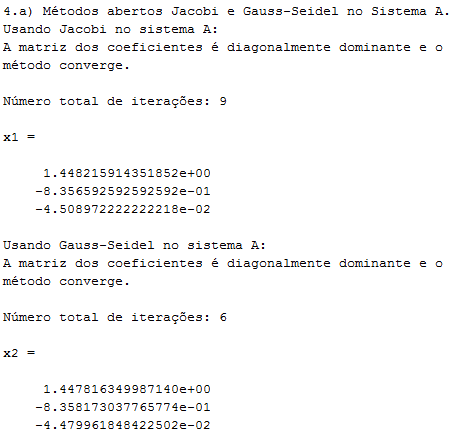 4.a) Métodos abertos Jacobi e Gauss-Seidel no Sistema A.
Usando Jacobi no sistema A:
A matriz dos coeficientes é diagonalmente dominante e o
método converge.
Número total de iterações: 9
x1 =
1.448215914351852e+00
-8.356592592592592e-01
-4.508972222222218e-02
Usando Gauss-Seidel no sistema A:
A matriz dos coeficientes é diagonalmente dominante e o
método converge.
Número total de iterações: 6
x2 =
1.447816349987140e+00
-8.358173037765774e-01
-4.479961848422502e-02